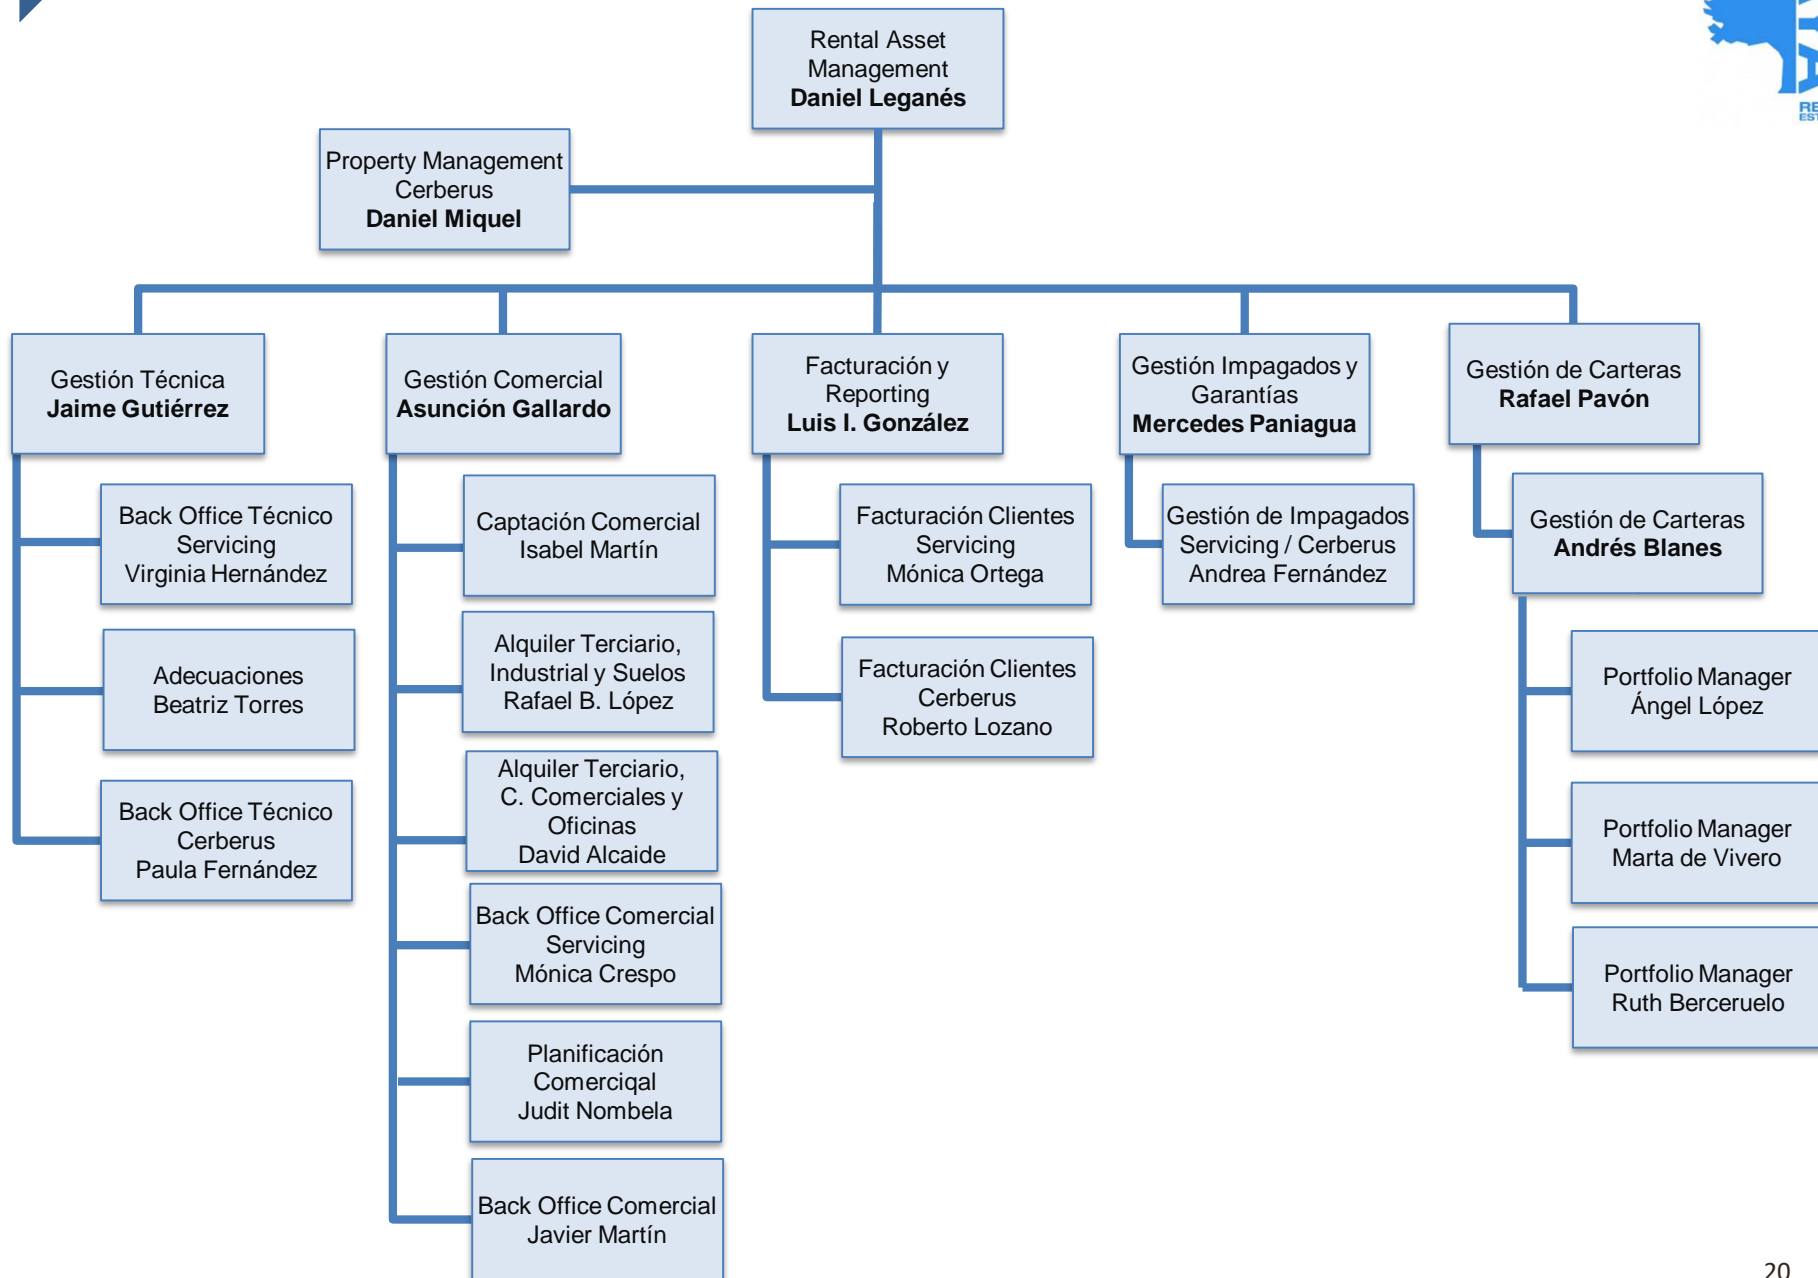 Rental Asset
Management
Daniel Leganés
RE
EST
Property Management
Cerberus
Daniel Miquel
Gestión Técnica
Jaime Gutiérrez
Gestión Comercial
Asunción Gallardo
Facturación y
Reporting
Luis I. González
Gestión Impagados y
Garantías
Mercedes Paniagua
Gestión de Carteras
Rafael Pavón
Back Office Técnico
Servicing
Virginia Hernández
Adecuaciones
Beatriz Torres
Back Office Técnico
Cerberus
Paula Fernández
Captación Comercial
Isabel Martín
Alquiler Terciario,
Industrial y Suelos
Rafael B. López
Alquiler Terciario,
C. Comerciales y
Oficinas
David Alcaide
Back Office Comercial
Servicing
Mónica Crespo
Planificación
Comerciqal
Judit Nombela
Back Office Comercial
Javier Martín
Facturación Clientes
Servicing
Mónica Ortega
Facturación Clientes
Cerberus
Roberto Lozano
Gestión de Impagados
Servicing / Cerberus
Andrea Fernández
Gestión de Carteras
Andrés Blanes
Portfolio Manager
Ángel López
Portfolio Manager
Marta de Vivero
Portfolio Manager
Ruth Berceruelo
20